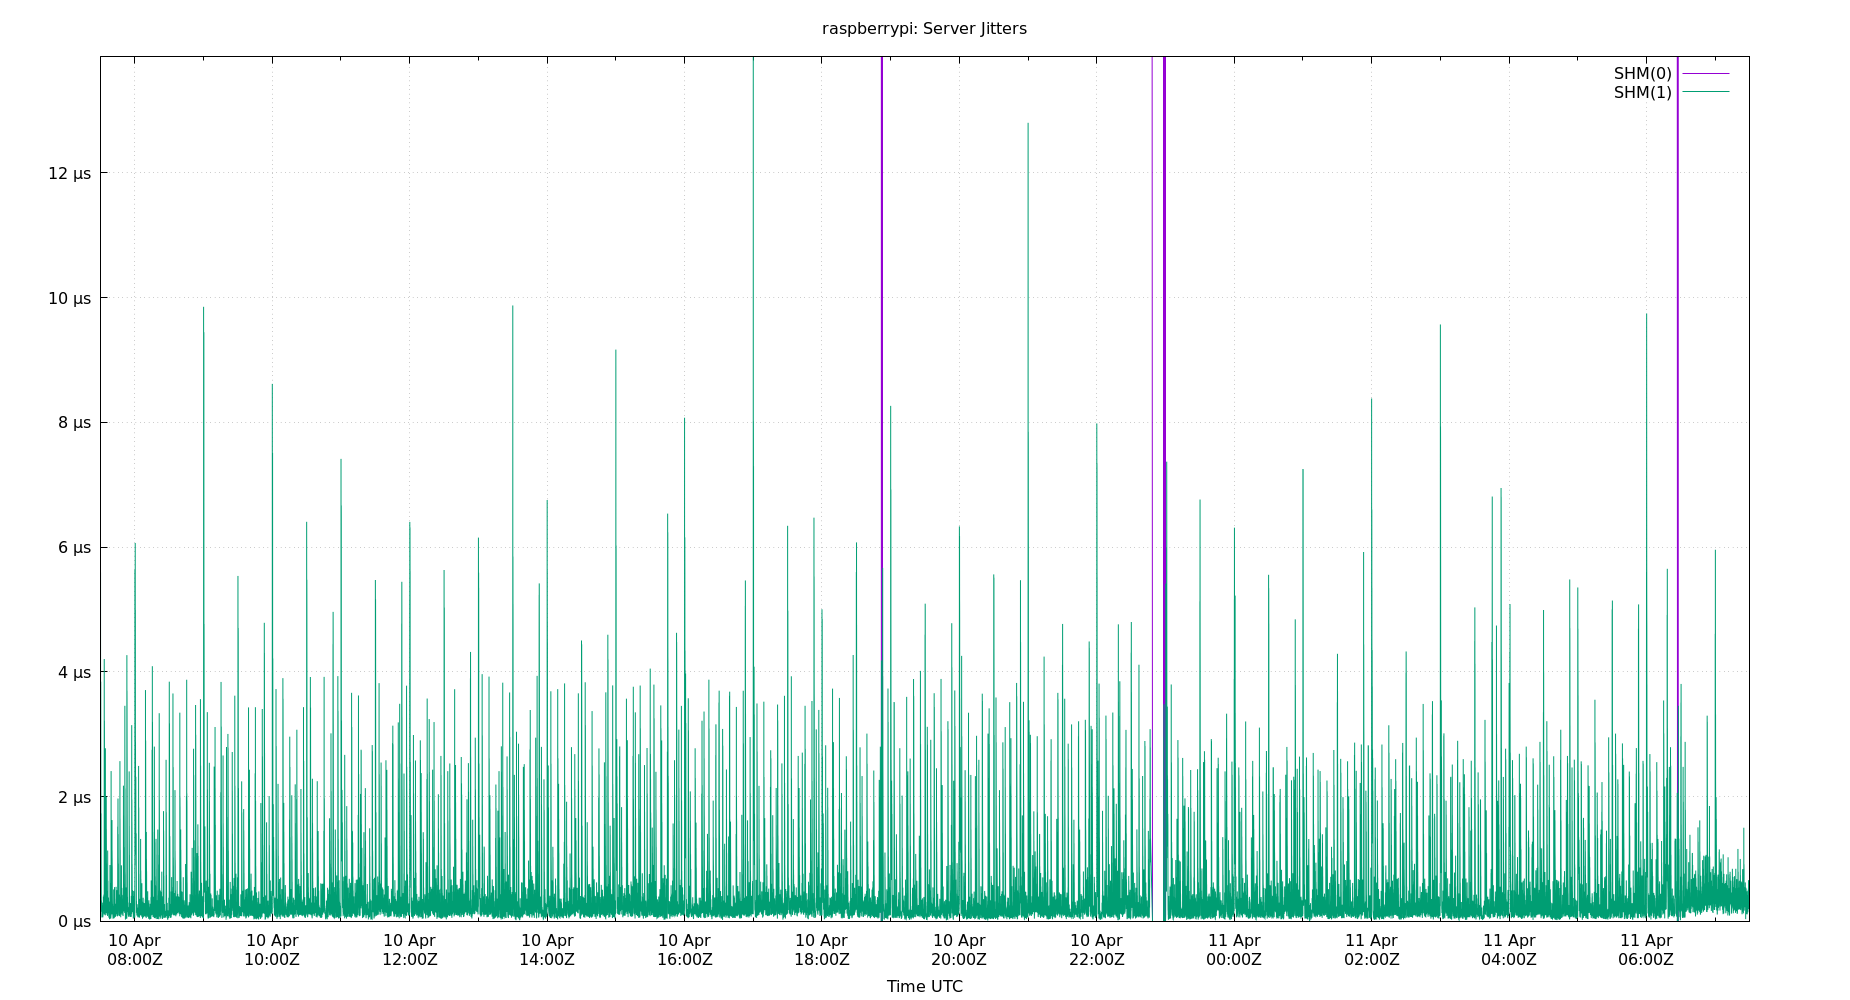 raspberrypi: Server Jitters
SHM(0)
SHM(1)
12 µs
10 µs
8 µs
6 µs
4 µs
2 µs
0 µs
10 Apr 10 Apr 10 Apr 10 Apr 10 Apr 10 Apr 10 Apr 10 Apr 11 Apr 11 Apr 11 Apr 11 Apr
08:00Z 10:00Z 12:00Z 14:00Z 16:00Z 18:00Z 20:00Z 22:00Z 00:00Z 02:00Z 04:00Z 06:00Z
Time UTC